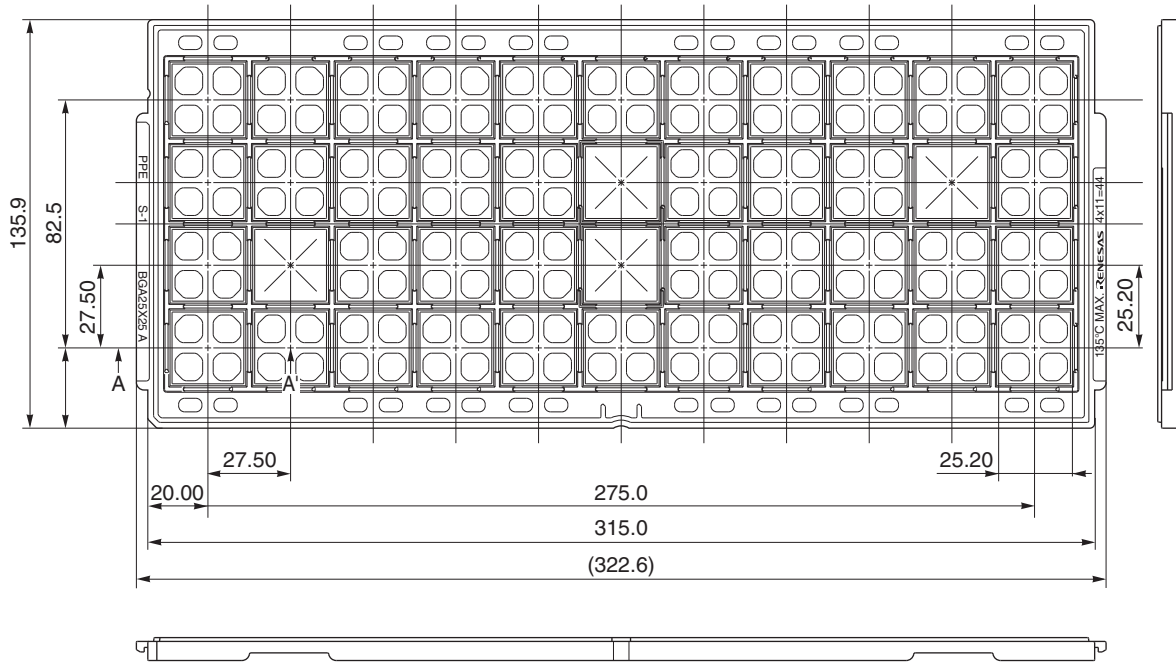 135.9
82.5
27.50
PPE S-1 BGA25X25 A
135°C MAX. RENESAS 4x11=44
25.20
A
A'
27.50
25.20
20.00
275.0
315.0
(322.6)